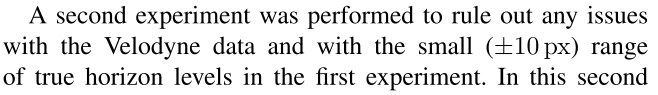 A second experiment was performed to rule out any issues
with the Velodyne data and with the small (±10 px) range
of true horizon levels in the first experiment. In this second